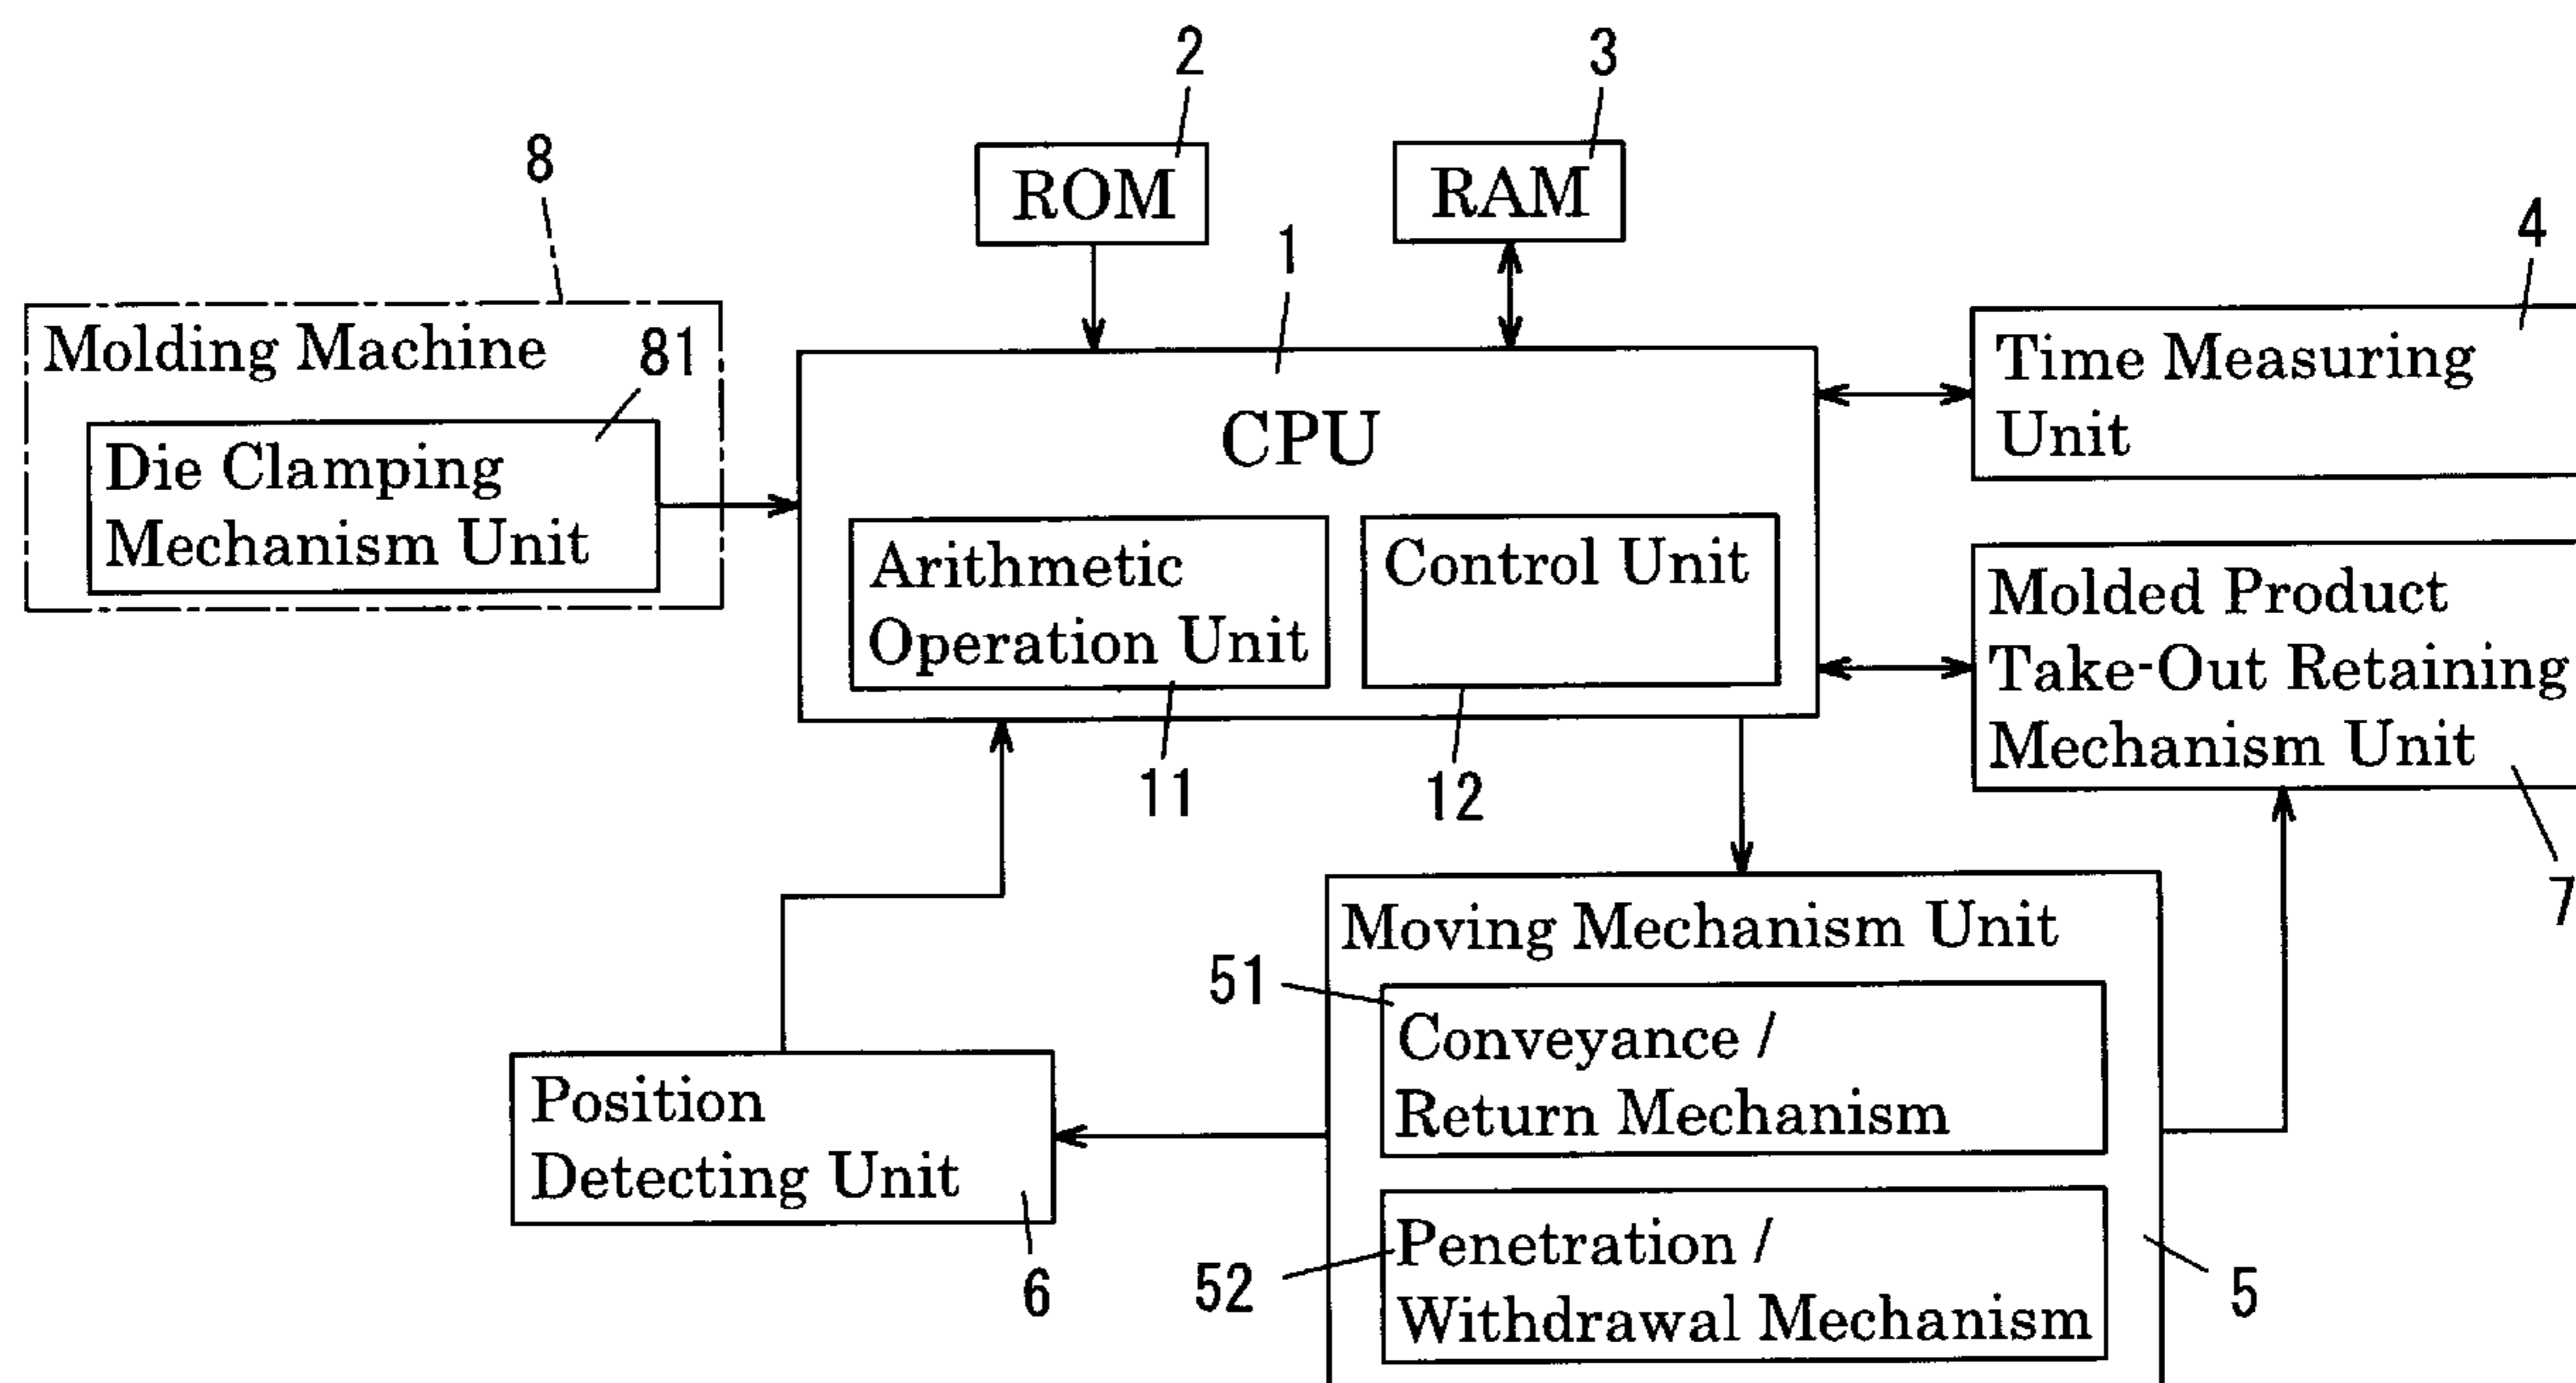 2
3
8
ROM
RAM
1
4
Molding Machine
81
Time Measuring
Unit
CPU
Die Clamping
Mechanism Unit
Arithmetic
Operation Unit
Control Unit
Molded Product
Take-Out Retaining
Mechanism Unit
11
12
7
Moving Mechanism Unit
51
Conveyance /
Return Mechanism
Position
Detecting Unit
6
52
Penetration /
Withdrawal Mechanism
5